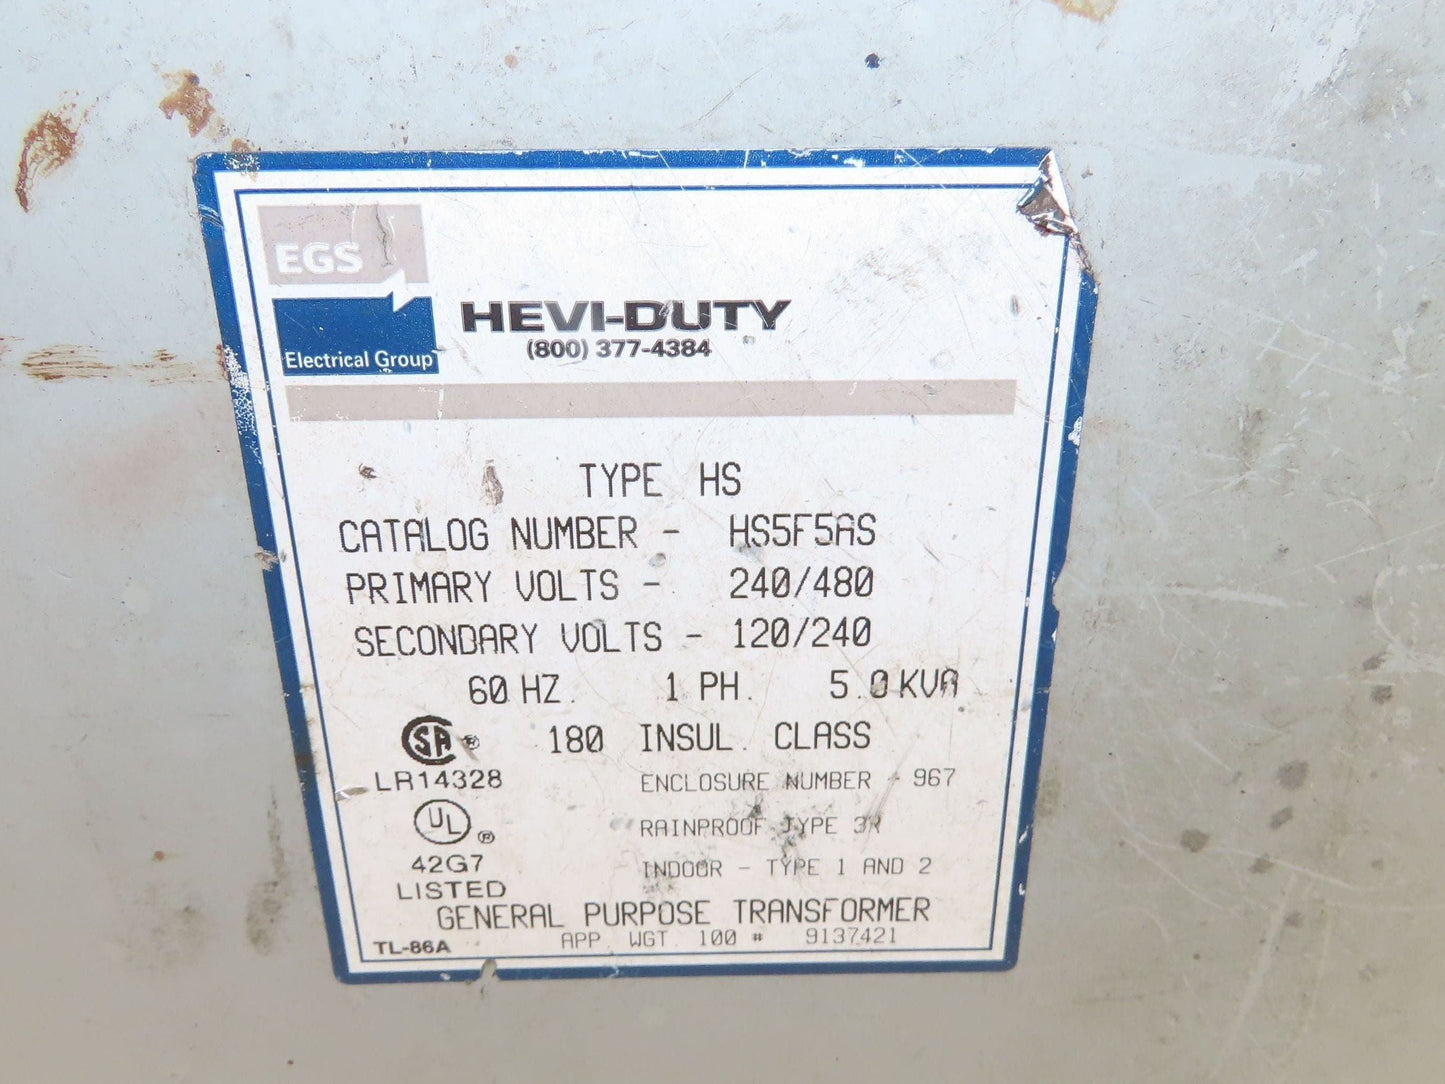 EGS
Electrical Group
HEVI-DUTY
(800) 377-4384
TYPE HS
CATALOG NUMBER - HS5F5AS
PRIMARY VOLTS - 240/480
SECONDARY VOLTS - 120/240
60 HZ. 1 PH. 5.0 KVA
SA ® 180 INSUL. CLASS
LR14328
ENCLOSURE NUMBER - 967
UL ®
RAINPROOF TYPE 3R
42G7
INDOOR - TYPE 1 AND 2
LISTED
GENERAL PURPOSE TRANSFORMER
TL-86A
APP. WGT. 100 # 9137421